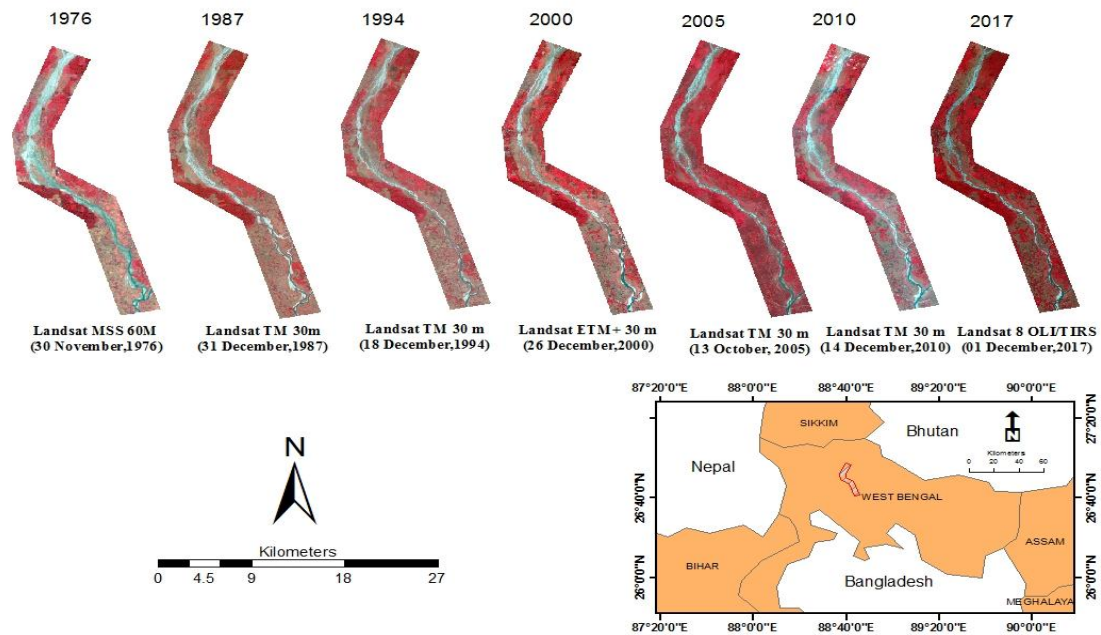 1976 1987 1994 2000 2005 2010 2017
Landsat MSS 60M
(30 November,1976)
Landsat TM 30m
(31 December,1987)
Landsat TM 30 m
(18 December,1994)
Landsat ETM+ 30 m
(26 December,2000)
Landsat TM 30 m
(13 October, 2005)
Landsat TM 30 m
(14 December,2010)
Landsat 8 OLI/TIRS
(01 December,2017)
N
Kilometers
0 4.5 9 18 27
87°20'0"E 88°0'0"E 88°40'0"E 89°20'0"E 90°0'0"E
27°20'0"N
26°40'0"N
26°0'0"N
SIKKIM
Bhutan
N
Kilometers
0 20 40 60
Nepal
WEST BENGAL
ASSAM
BIHAR
Bangladesh
MEGHALAYA
26°40'0"N
26°0'0"N
87°20'0"E 88°0'0"E 88°40'0"E 89°20'0"E 90°0'0"E